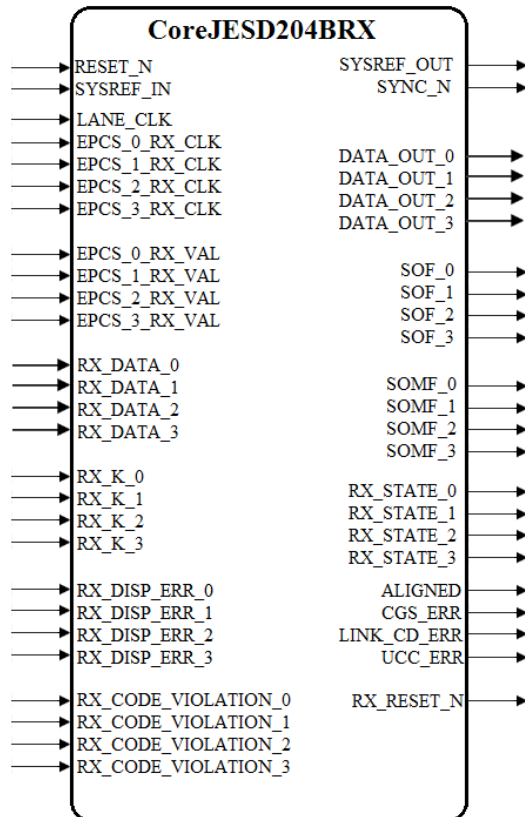 CoreJESD204BRX
RESET_N
SYSREF_IN
LANE_CLK
EPCS_0_RX_CLK
EPCS_1_RX_CLK
EPCS_2_RX_CLK
EPCS_3_RX_CLK
EPCS_0_RX_VAL
EPCS_1_RX_VAL
EPCS_2_RX_VAL
EPCS_3_RX_VAL
RX_DATA_0
RX_DATA_1
RX_DATA_2
RX_DATA_3
RX_K_0
RX_K_1
RX_K_2
RX_K_3
RX_DISP_ERR_0
RX_DISP_ERR_1
RX_DISP_ERR_2
RX_DISP_ERR_3
RX_CODE_VIOLATION_0
RX_CODE_VIOLATION_1
RX_CODE_VIOLATION_2
RX_CODE_VIOLATION_3
SYSREF_OUT
SYNC_N
DATA_OUT_0
DATA_OUT_1
DATA_OUT_2
DATA_OUT_3
SOF_0
SOF_1
SOF_2
SOF_3
SOMF_0
SOMF_1
SOMF_2
SOMF_3
RX_STATE_0
RX_STATE_1
RX_STATE_2
RX_STATE_3
ALIGNED
CGS_ERR
LINK_CD_ERR
UCC_ERR
RX_RESET_N